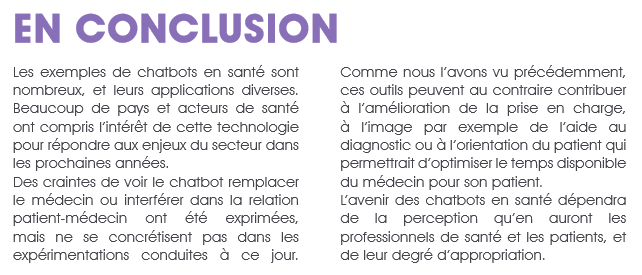 EN CONCLUSION
Les exemples de chatbots en santé sont
nombreux, et leurs applications diverses.
Beaucoup de pays et acteurs de santé
ont compris l'intérêt de cette technologie
pour répondre aux enjeux du secteur dans
les prochaines années.
Des craintes de voir le chatbot remplacer
le médecin ou interférer dans la relation
patient-médecin ont été exprimées,
mais ne se concrétisent pas dans les
expérimentations conduites à ce jour.
Comme nous l'avons vu précédemment,
ces outils peuvent au contraire contribuer
à l'amélioration de la prise en charge,
à l'image par exemple de l'aide au
diagnostic ou à l'orientation du patient qui
permettrait d'optimiser le temps disponible
du médecin pour son patient.
L'avenir des chatbots en santé dépendra
de la perception qu'en auront les
professionnels de santé et les patients, et
de leur degré d'appropriation.